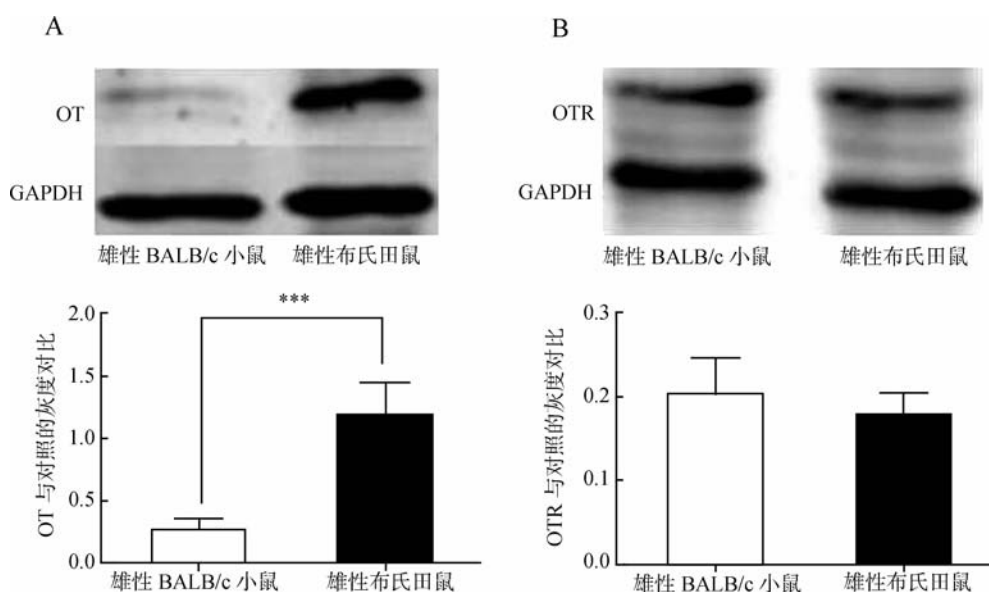 A
B
OT
GAPDH
雄性 BALB/c 小鼠
雄性布氏田鼠
OTR
GAPDH
雄性 BALB/c 小鼠
雄性布氏田鼠
OT 与对照的灰度对比
2.0
1.5
1.0
0.5
0.0
***
雄性 BALB/c 小鼠
雄性布氏田鼠
OTR 与对照的灰度对比
0.3
0.2
0.1
0.0
雄性 BALB/c 小鼠
雄性布氏田鼠